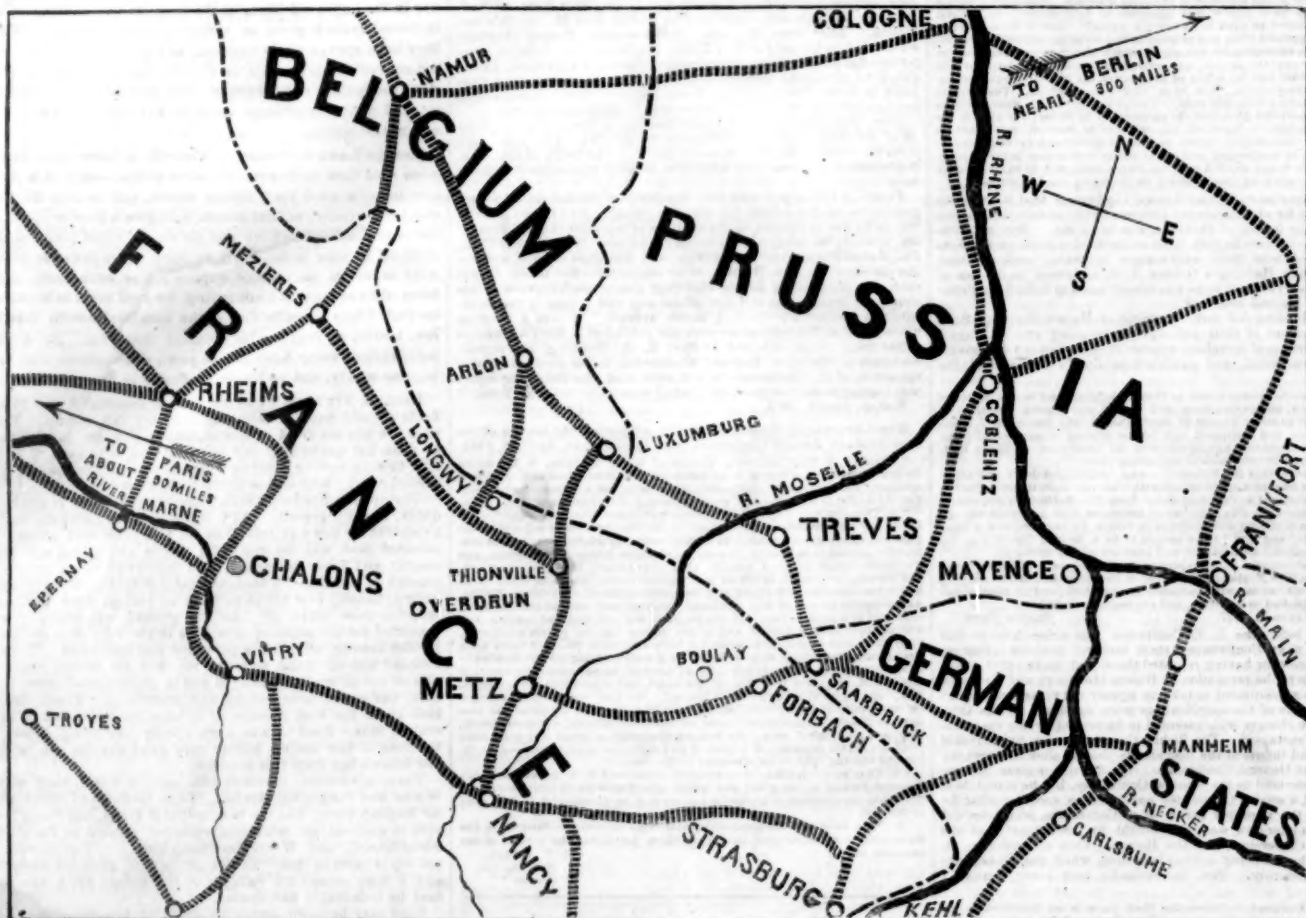 COLOGNE
TO BERLIN
NEARLY 300 MILES
N
W
E
S
BELGIUM
NAMUR
PRUSSIA
R. RHINE
FRANCE
MEZIERES
RHEIMS
ARLON
LUXUMBURG
LONGWY
R. MOSELLE
COBLENTZ
TO PARIS
ABOUT 90 MILES
RIVER MARNE
EPERNAY
CHALONS
THIONVILLE
TREVES
MAYENCE
FRANKFORT
R. MAIN
VERDRUN
VITRY
METZ
BOULAY
FORBACH
SAARBRUCK
GERMAN STATES
TROYES
MANHEIM
R. NECKER
CARLSRUHE
NANCY
STRASBURG
KEHL